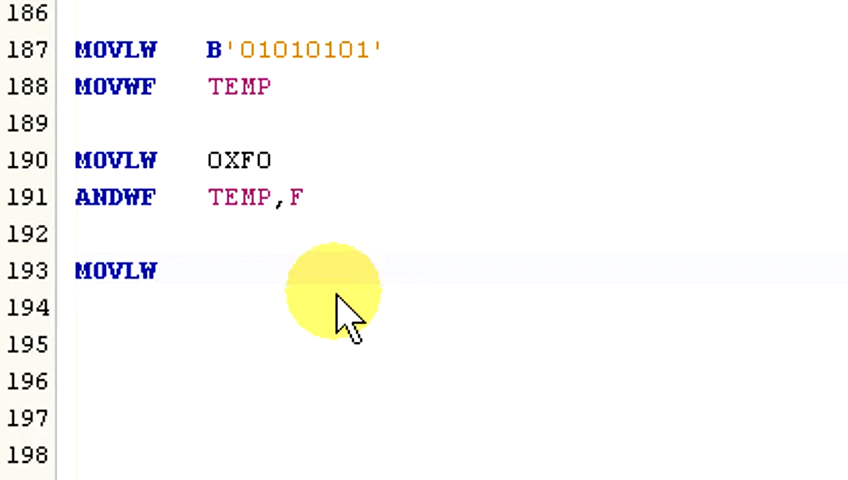 186
187 MOVLW B'01010101'
188 MOVWF TEMP
189
190 MOVLW 0XF0
191 ANDWF TEMP,F
192
193 MOVLW
194
195
196
197
198